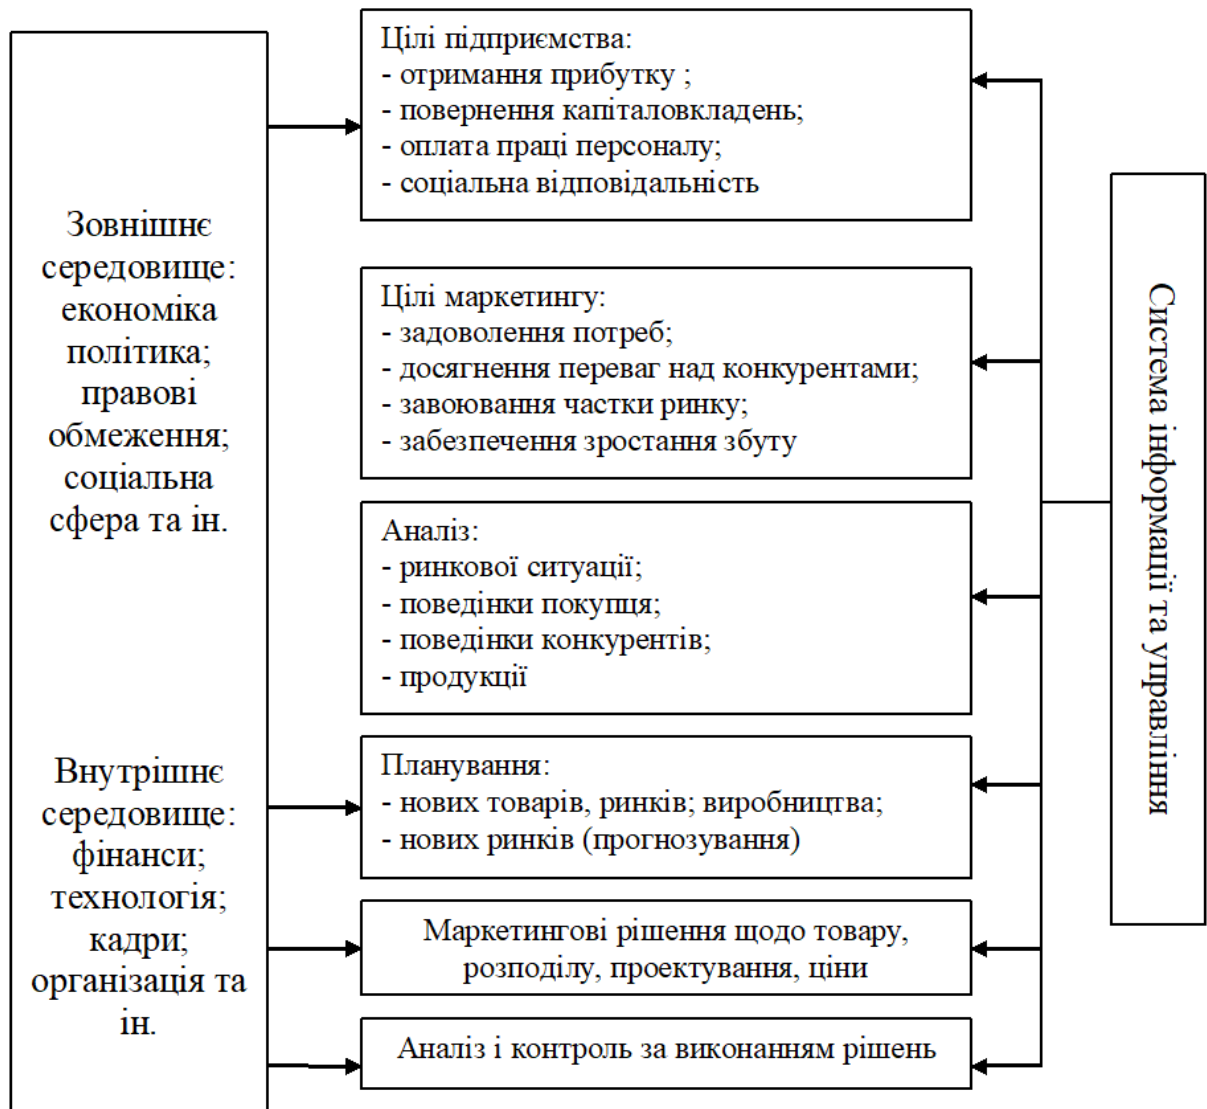 Зовнішнє
середовище:
економіка
політика;
правові
обмеження;
соціальна
сфера та ін.
Внутрішнє
середовище:
фінанси;
технологія;
кадри;
організація та
ін.
Цілі підприємства:
- отримання прибутку ;
- повернення капіталовкладень;
- оплата праці персоналу;
- соціальна відповідальність
Цілі маркетингу:
- задоволення потреб;
- досягнення переваг над конкурентами;
- завоювання частки ринку;
- забезпечення зростання збуту
Аналіз:
- ринкової ситуації;
- поведінки покупця;
- поведінки конкурентів;
- продукції
Планування:
- нових товарів, ринків; виробництва;
- нових ринків (прогнозування)
Маркетингові рішення щодо товару,
розподілу, проектування, ціни
Аналіз і контроль за виконанням рішень
Система інформації та управління